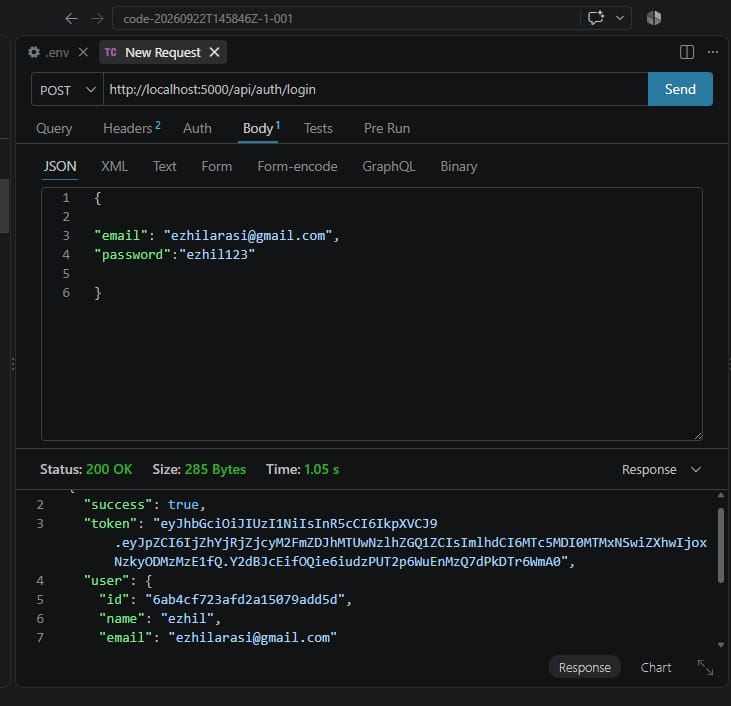 code-20260922T145846Z-1-001
.env
TC New Request
POST http://localhost:5000/api/auth/login Send
Query Headers 2 Auth Body 1 Tests Pre Run
JSON XML Text Form Form-encode GraphQL Binary
1 {
2
3 "email": "ezhilarasi@gmail.com",
4 "password":"ezhil123"
5
6 }
Status: 200 OK Size: 285 Bytes Time: 1.05 s Response
2 "success": true,
3 "token": "eyJhbGciOiJIUzI1NiIsInR5cCI6IkpXVCJ9
.eyJpZCI6IjZhYjRjZjcyM2FmZDJhMTUwNzlhZGQ1ZCIsImlhdCI6MTc5MDI0MTMxNSwiZXhwIjox
NzkyODMzMzE1fQ.Y2dBJcEifOQie6iudzPUT2p6WuEnMzQ7dPkDTr6WmA0",
4 "user": {
5 "id": "6ab4cf723afd2a15079add5d",
6 "name": "ezhil",
7 "email": "ezhilarasi@gmail.com"
Response Chart